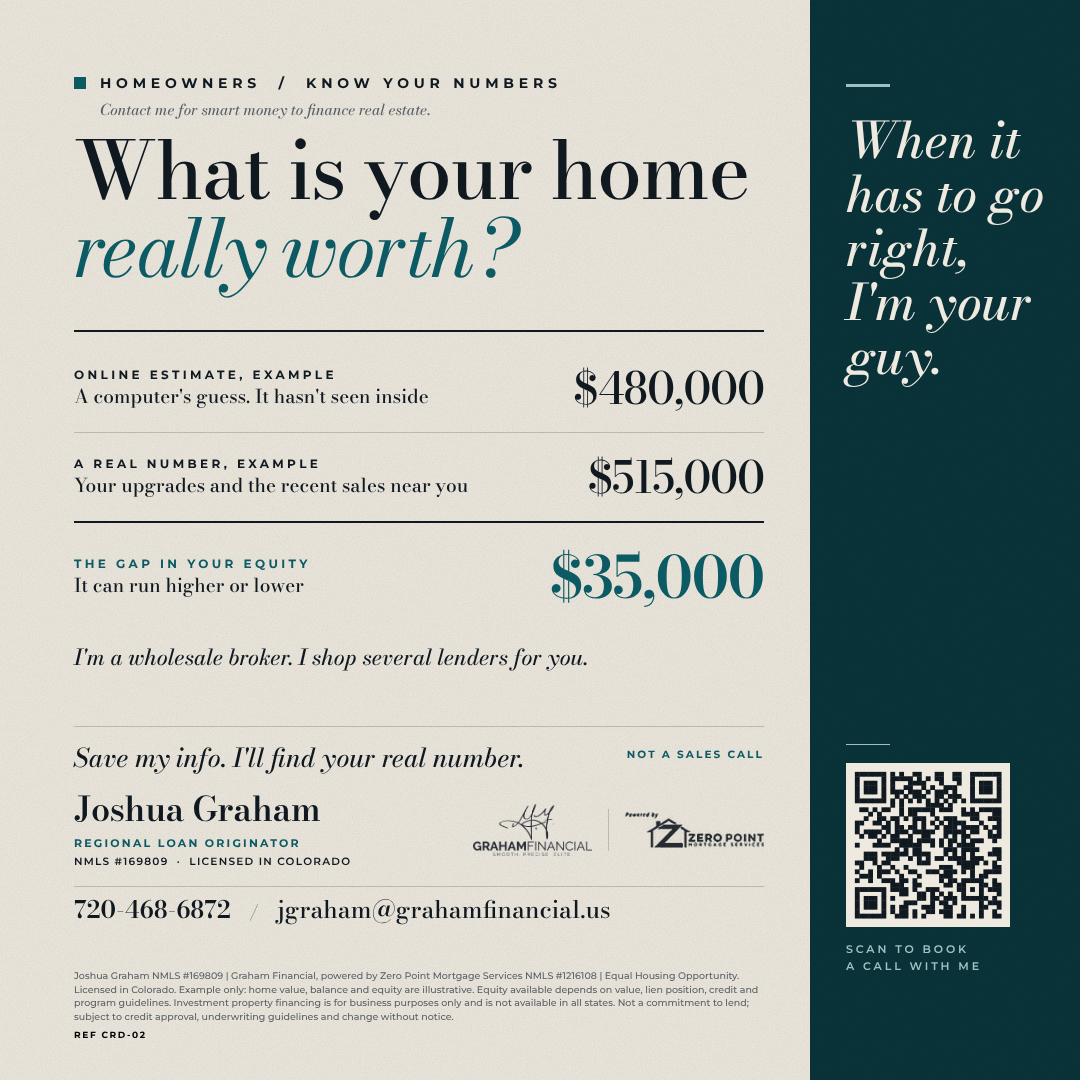 HOMEOWNERS / KNOW YOUR NUMBERS
Contact me for smart money to finance real estate.
What is your home
really worth?
ONLINE ESTIMATE, EXAMPLE
A computer's guess. It hasn't seen inside
$480,000
A REAL NUMBER, EXAMPLE
Your upgrades and the recent sales near you
$515,000
THE GAP IN YOUR EQUITY
It can run higher or lower
$35,000
I'm a wholesale broker. I shop several lenders for you.
Save my info. I'll find your real number.
NOT A SALES CALL
Joshua Graham
REGIONAL LOAN ORIGINATOR
NMLS #169809 · LICENSED IN COLORADO
GRAHAMFINANCIAL
SMOOTH. PRECISE. ELITE.
Powered by
ZERO POINT
MORTGAGE SERVICES
720-468-6872 / jgraham@grahamfinancial.us
Joshua Graham NMLS #169809 | Graham Financial, powered by Zero Point Mortgage Services NMLS #1216108 | Equal Housing Opportunity.
Licensed in Colorado. Example only: home value, balance and equity are illustrative. Equity available depends on value, lien position, credit and
program guidelines. Investment property financing is for business purposes only and is not available in all states. Not a commitment to lend;
subject to credit approval, underwriting guidelines and change without notice.
REF CRD-02
When it
has to go
right,
I'm your
guy.
SCAN TO BOOK
A CALL WITH ME